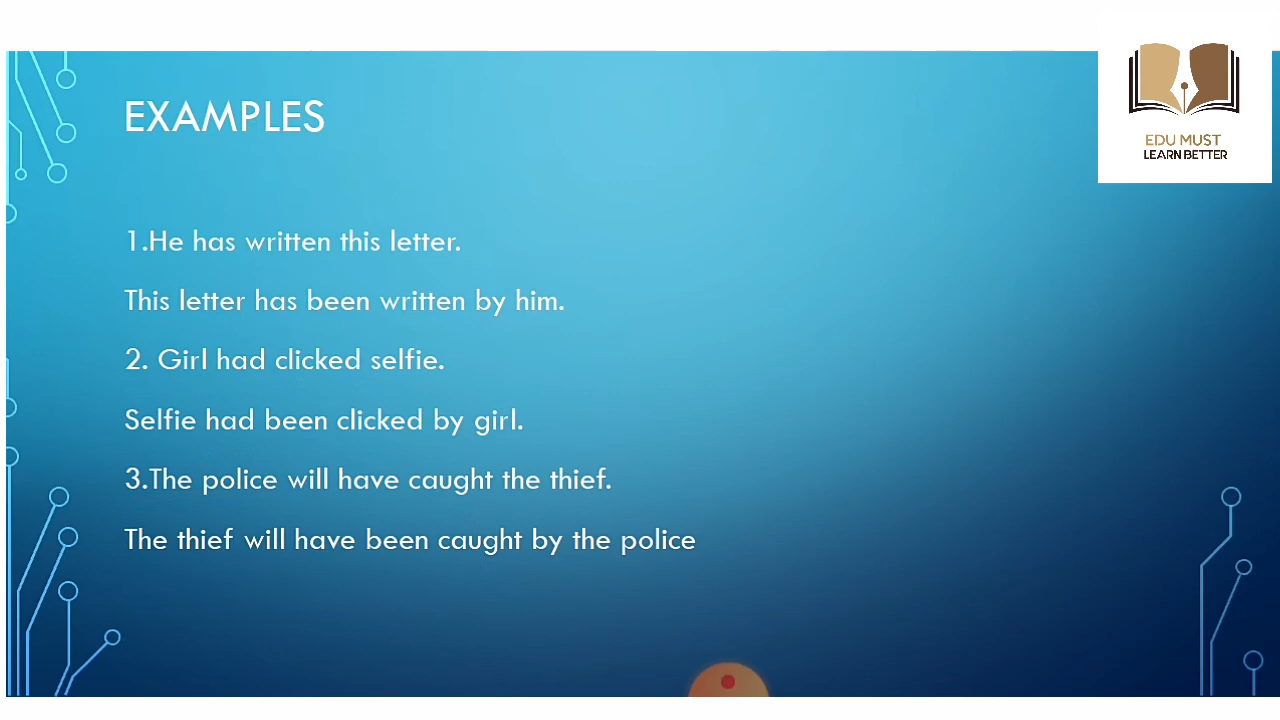 EXAMPLES
EDU MUST
LEARN BETTER
1.He has written this letter.
This letter has been written by him.
2. Girl had clicked selfie.
Selfie had been clicked by girl.
3.The police will have caught the thief.
The thief will have been caught by the police